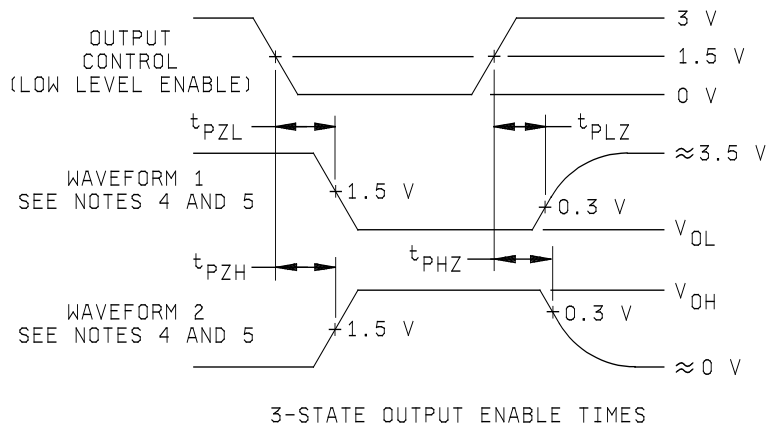 OUTPUT
CONTROL
(LOW LEVEL ENABLE)
3 V
1.5 V
0 V
tPZL
tPLZ
≈3.5 V
WAVEFORM 1
SEE NOTES 4 AND 5
1.5 V
0.3 V
VOL
tPZH
tPHZ
VOH
WAVEFORM 2
SEE NOTES 4 AND 5
1.5 V
0.3 V
≈0 V
3-STATE OUTPUT ENABLE TIMES